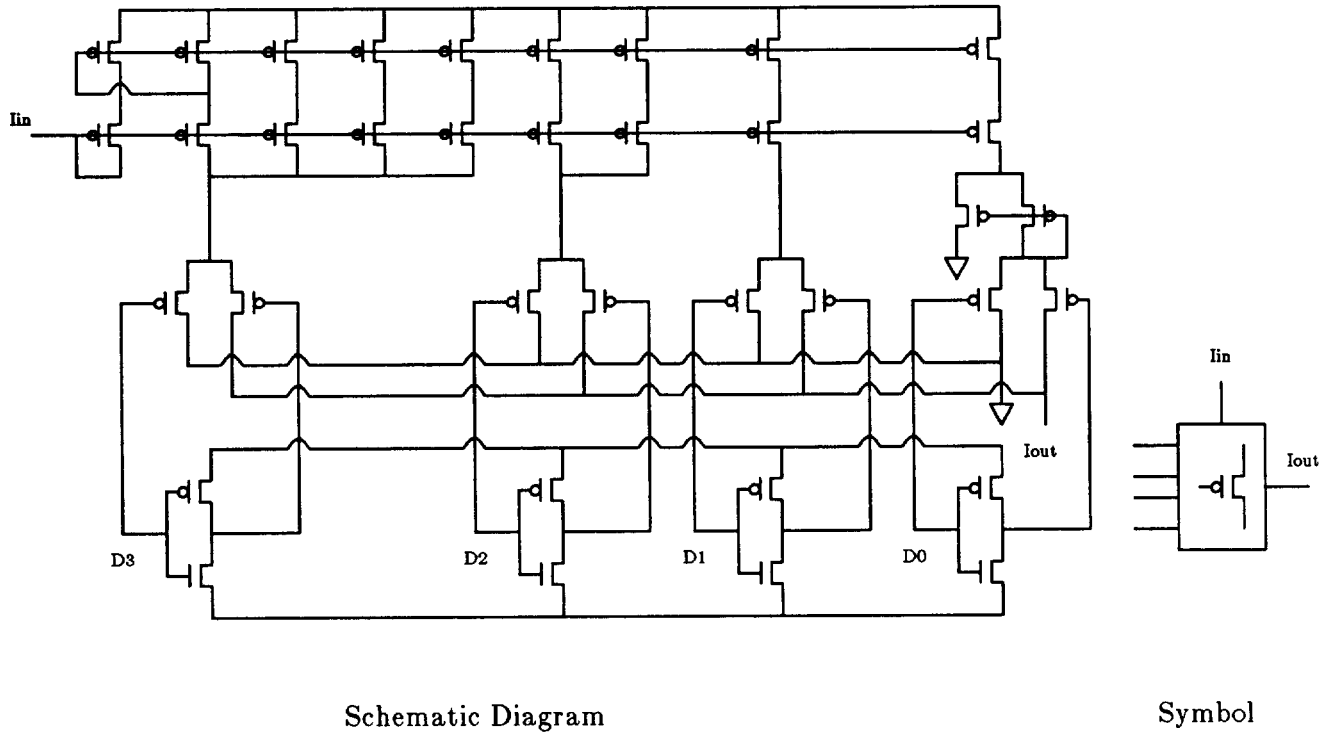 Iin
Iout
D3
D2
D1
D0
Iin
Iout
Schematic Diagram
Symbol